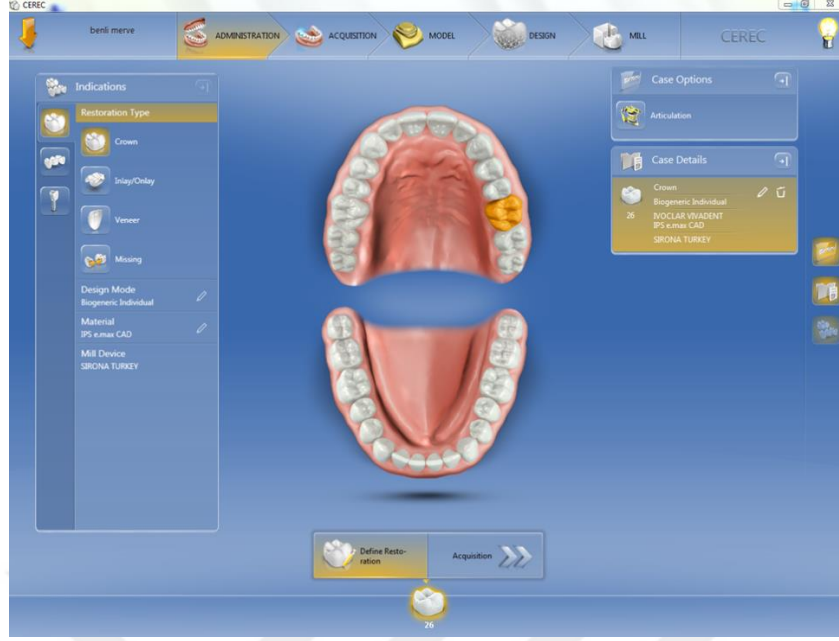 CEREC
benli merve
ADMINISTRATION
ACQUISITION
MODEL
DESIGN
MILL
CEREC
Indications
Restoration Type
Crown
Inlay/Onlay
Veneer
Missing
Design Mode
Biogeneric Individual
Material
IPS e.max CAD
Mill Device
SIRONA TURKEY
Case Options
Articulation
Case Details
Crown
Biogeneric Individual
26
IVOCLAR VIVADENT
IPS e.max CAD
SIRONA TURKEY
Define Resto-
ration
Acquisition
26